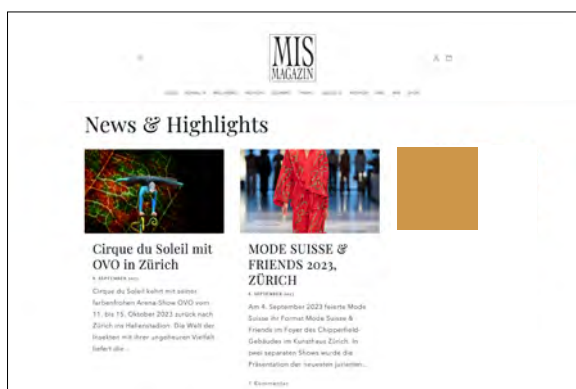 MIS
MAGAZIN
News & Highlights
Cirque du Soleil mit
OVO in Zürich
Cirque du Soleil kehrt mit seiner
farbenfrohen Arena-Show OVO vom
11. bis 15. Oktober 2023 zurück nach
Zürich ins Hallenstadion. Die Welt der
Insekten mit ihrer ungeheuren Vielfalt
liefert die...
MODE SUISSE &
FRIENDS 2023,
ZÜRICH
Am 4. September 2023 feierte Mode
Suisse ihr Format Mode Suisse &
Friends im Foyer des Chipperfield-
Gebäudes im Kunsthaus Zürich. In
zwei separaten Shows wurde die
Präsentation der neuesten juriierten...
1 Kommentar